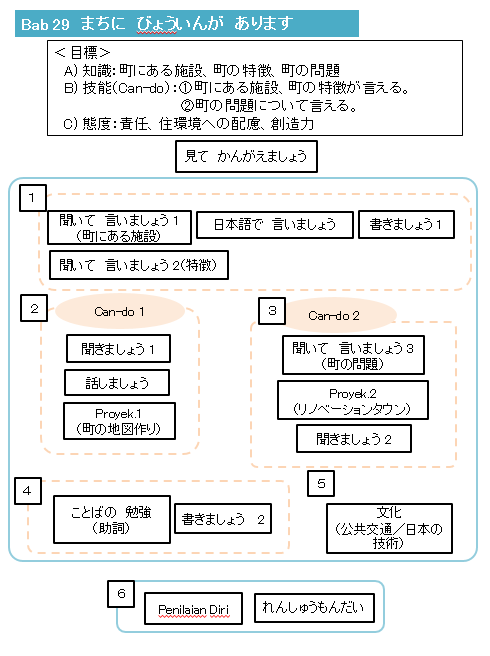 Bab 29 まちに びょういんが あります
＜目標＞
A) 知識：町にある施設、町の特徴、町の問題
B) 技能(Can-do)：①町にある施設、町の特徴が言える。
②町の問題について言える。
C) 態度：責任、住環境への配慮、創造力
見て かんがえましょう
1
聞いて 言いましょう1
（町にある施設）
日本語で 言いましょう
書きましょう1
聞いて 言いましょう2(特徴)
2
Can-do 1
聞きましょう1
話しましょう
Proyek.1
（町の地図作り）
3
Can-do 2
聞いて 言いましょう3
（町の問題）
Proyek.2
（リノベーションタウン）
聞きましょう2
4
ことばの 勉強
（助詞）
書きましょう 2
5
文化
（公共交通／日本の
技術）
6
Penilaian Diri
れんしゅうもんだい